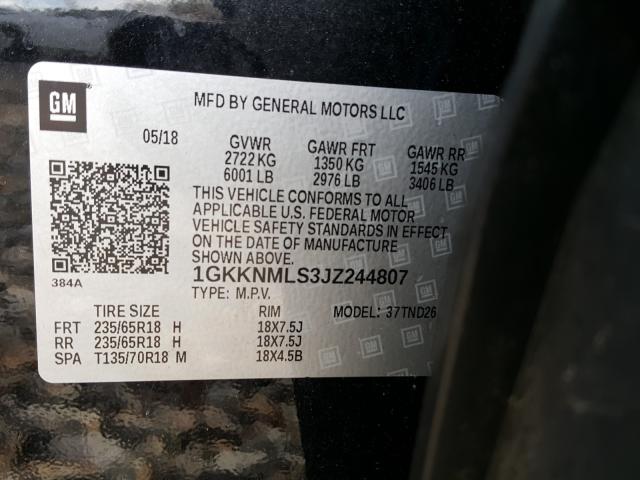 GM
MFD BY GENERAL MOTORS LLC
05/18 GVWR GAWR FRT GAWR RR
2722 KG 1350 KG 1545 KG
6001 LB 2976 LB 3406 LB
THIS VEHICLE CONFORMS TO ALL
APPLICABLE U.S. FEDERAL MOTOR
VEHICLE SAFETY STANDARDS IN EFFECT
ON THE DATE OF MANUFACTURE
SHOWN ABOVE.
384A
1GKKNMLS3JZ244807
TYPE: M.P.V.
TIRE SIZE RIM MODEL: 37TND26
FRT 235/65R18 H 18X7.5J
RR 235/65R18 H 18X7.5J
SPA T135/70R18 M 18X4.5B